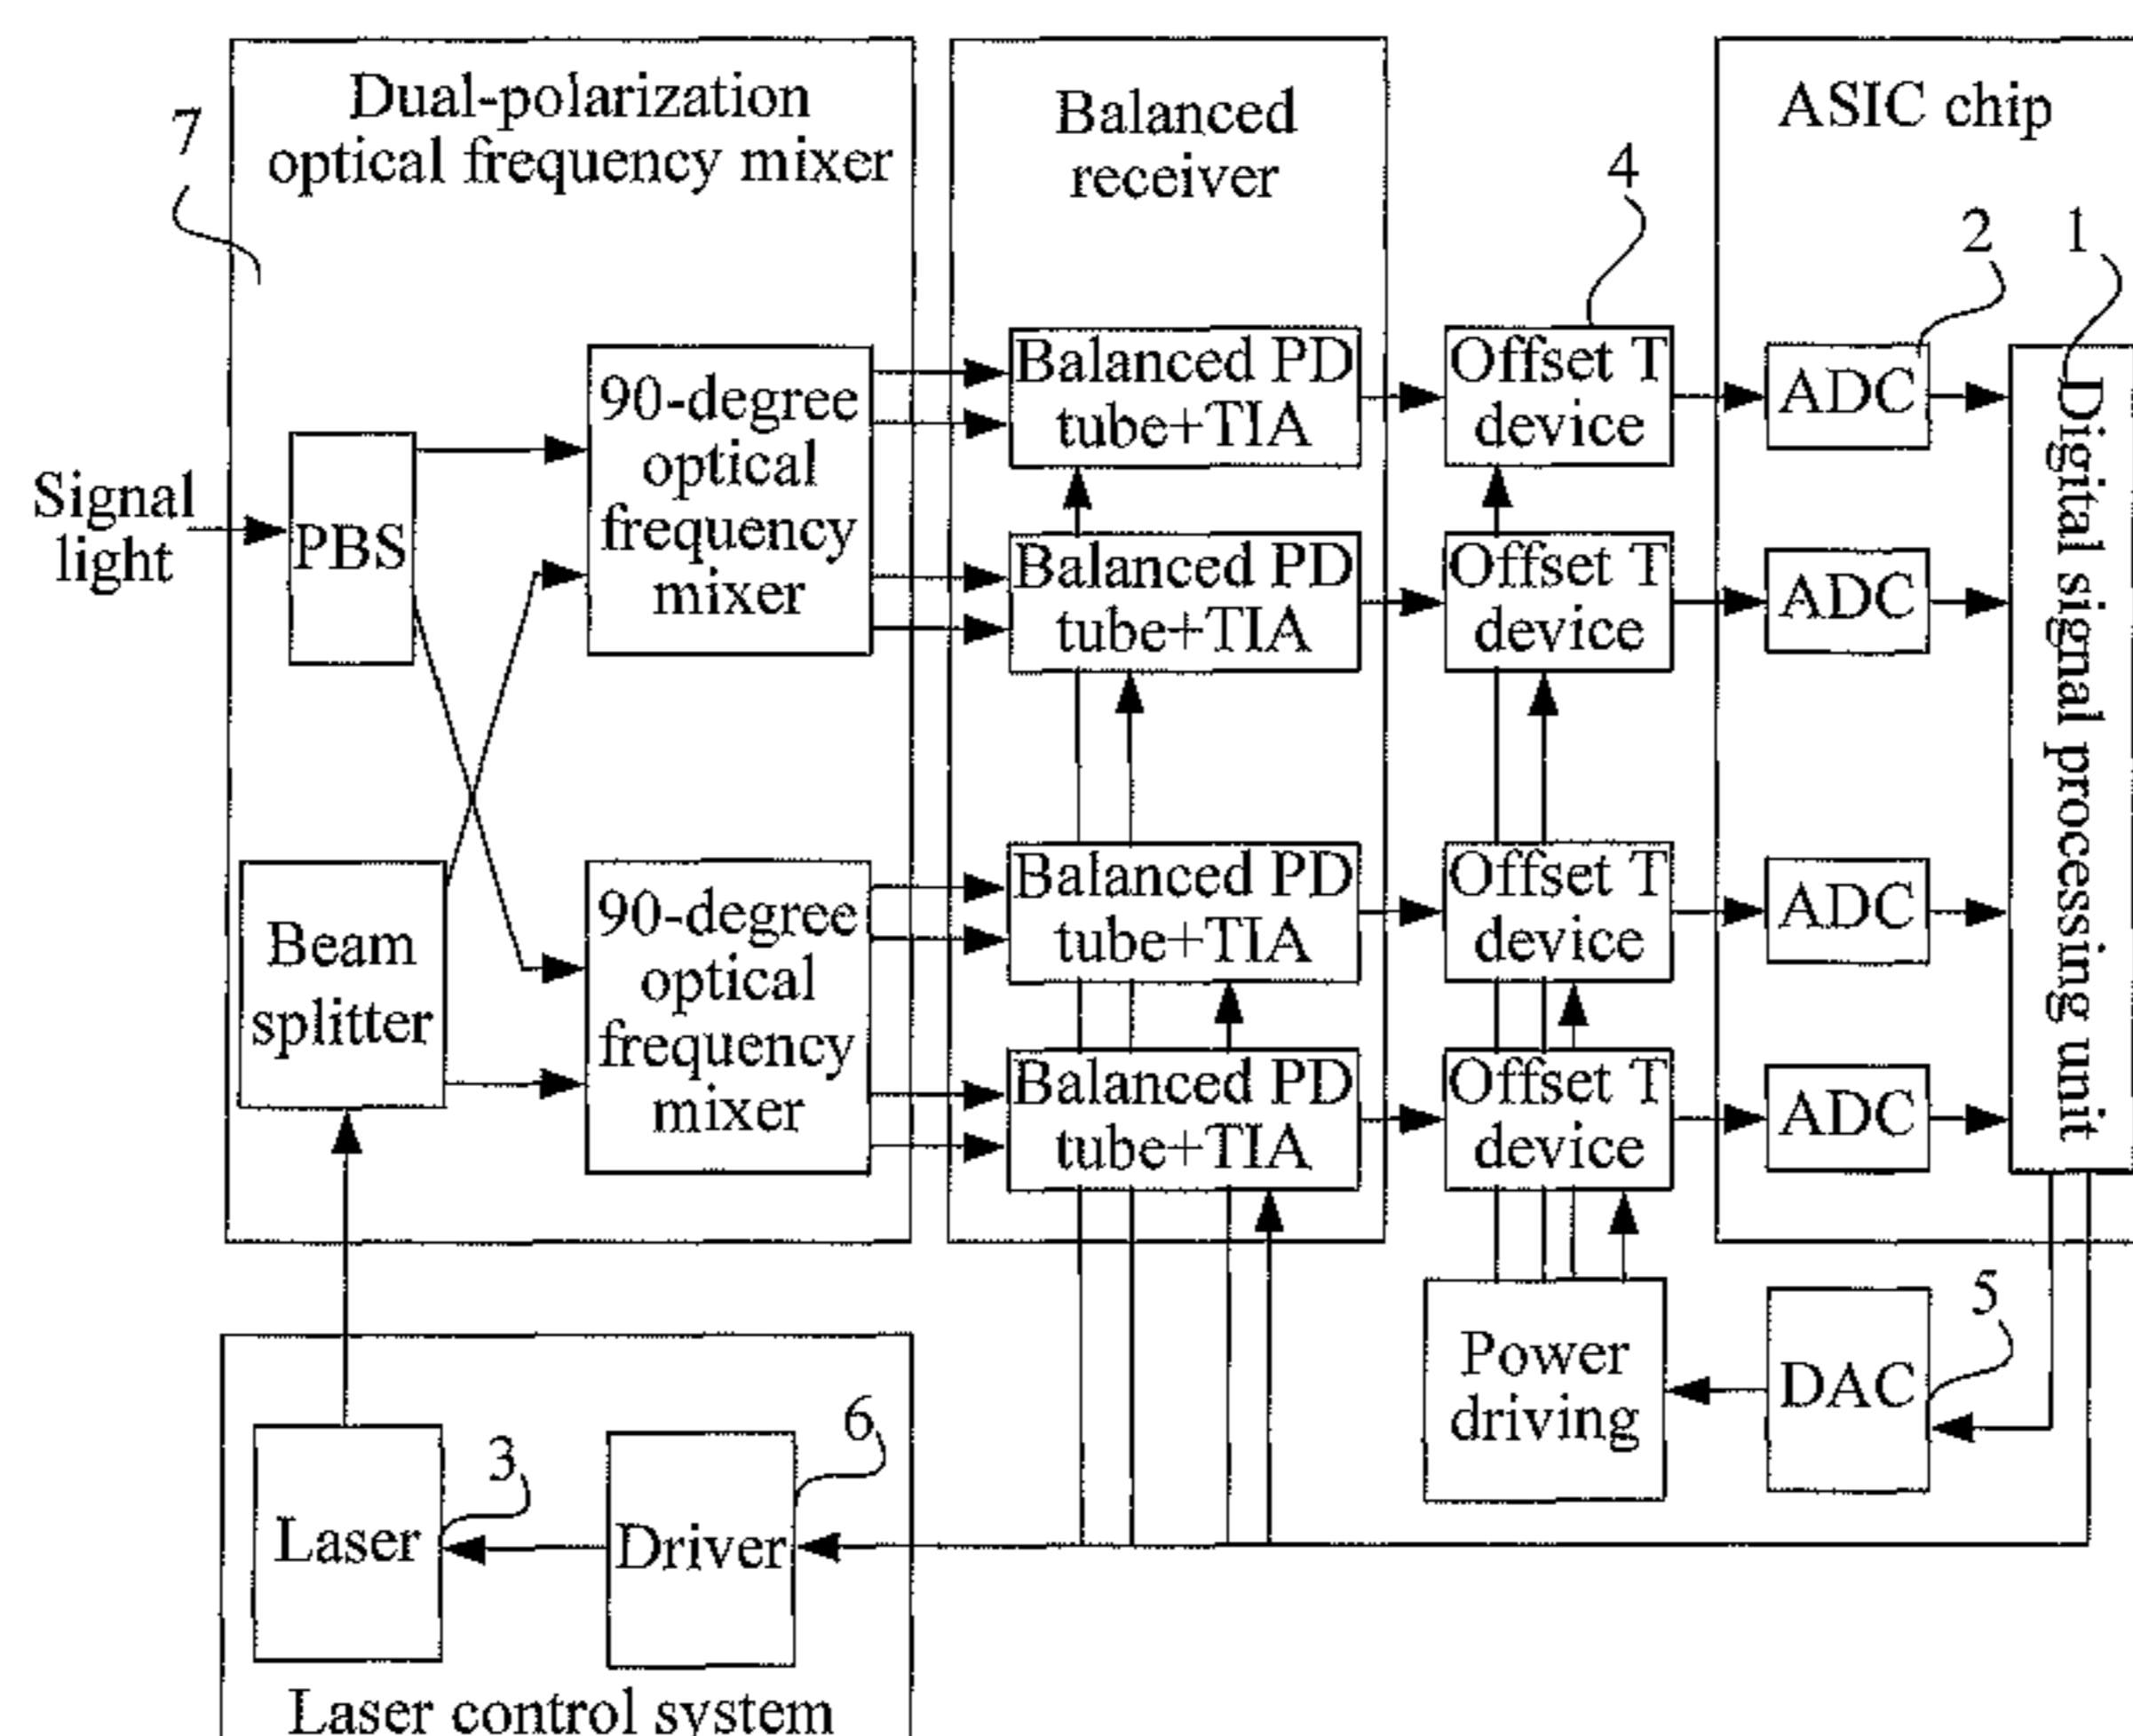 Dual-polarization
optical frequency mixer
7
Signal
light
PBS
90-degree
optical
frequency
mixer
Beam
splitter
90-degree
optical
frequency
mixer
Balanced
receiver
Balanced PD
tube+TIA
Balanced PD
tube+TIA
Balanced PD
tube+TIA
Balanced PD
tube+TIA
4
Offset T
device
Offset T
device
Offset T
device
Offset T
device
ASIC chip
2
1
ADC
ADC
ADC
ADC
Digital signal processing unit
Power
driving
DAC
5
Laser
3
Driver
6
Laser control system